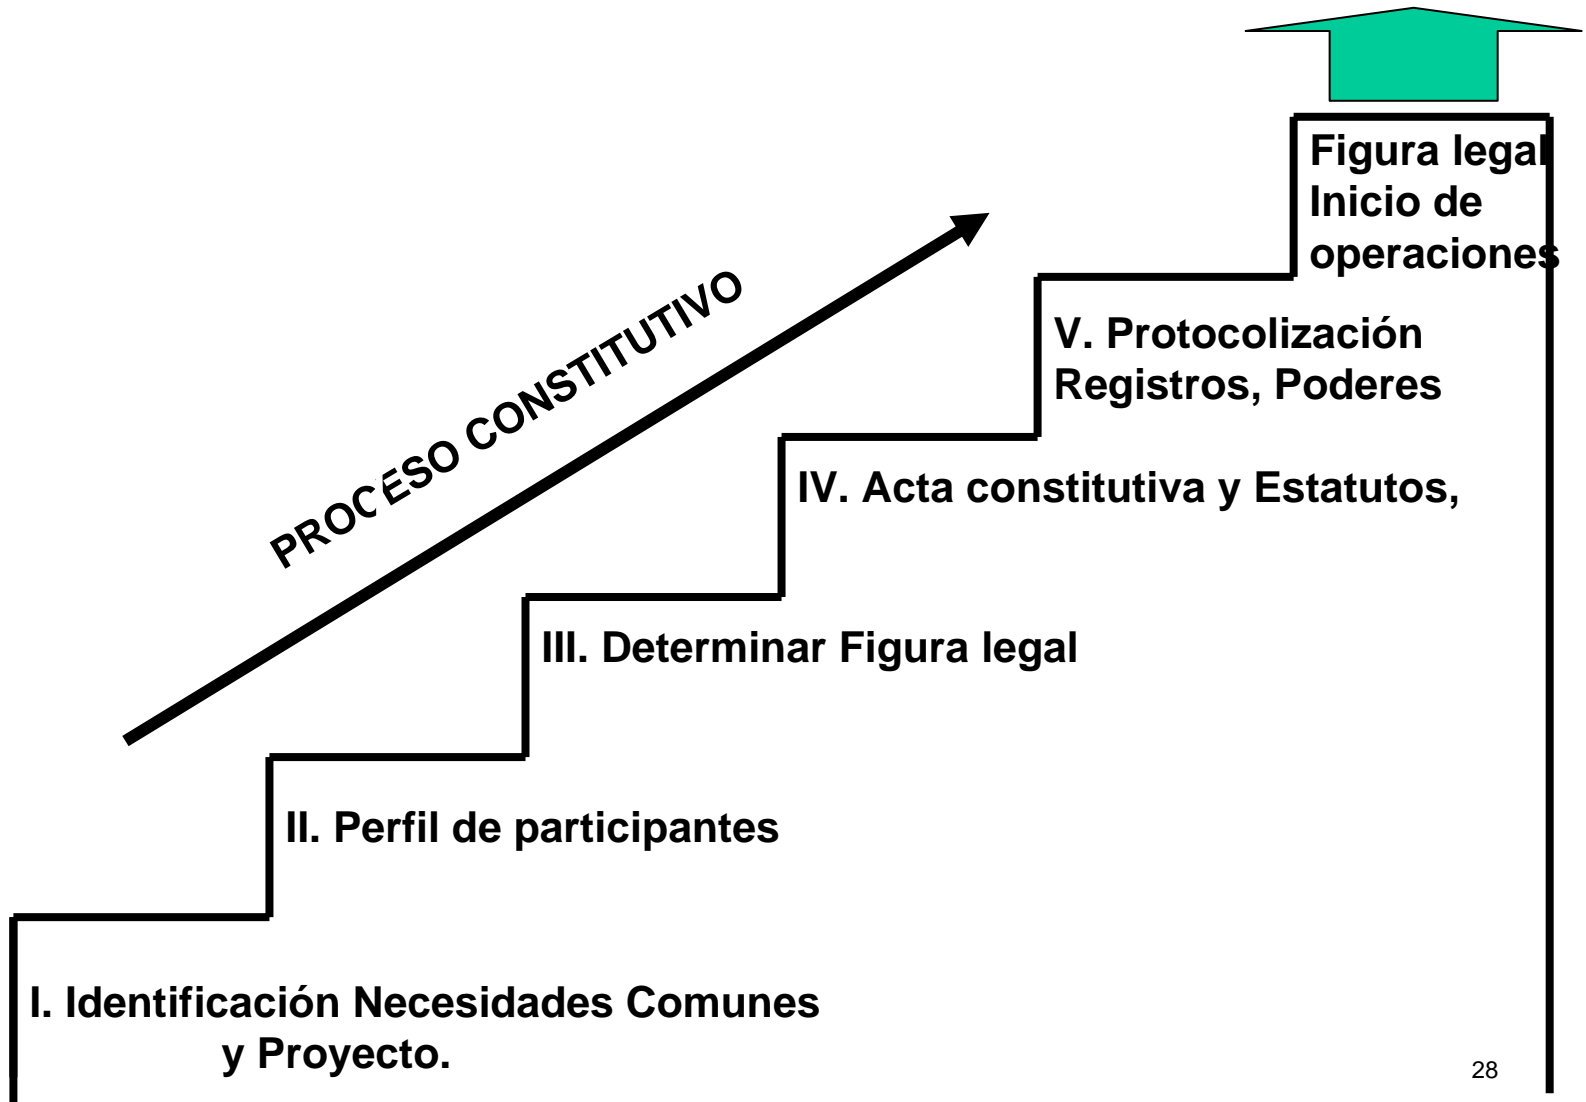 Figura legal
Inicio de
operaciones
PROCESO CONSTITUTIVO
V. Protocolización
Registros, Poderes
IV. Acta constitutiva y Estatutos,
III. Determinar Figura legal
II. Perfil de participantes
I. Identificación Necesidades Comunes
y Proyecto.
28